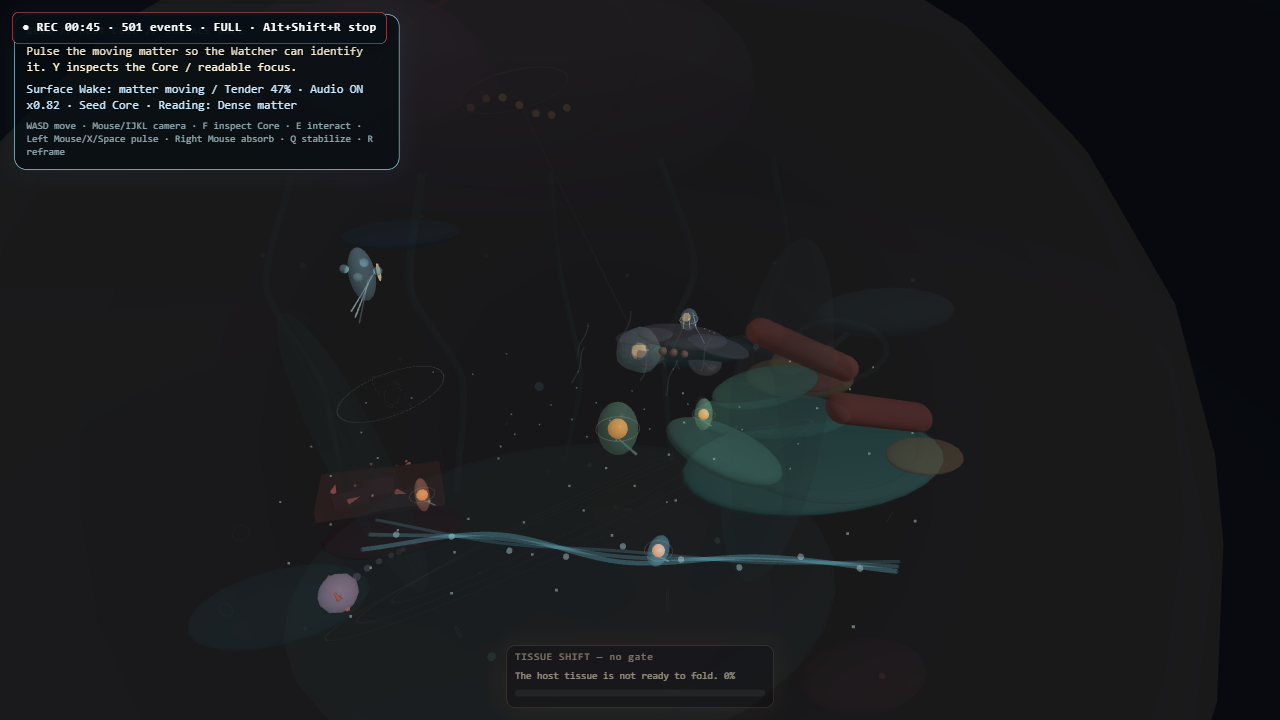 ● REC 00:45 · 501 events · FULL · Alt+Shift+R stop
Pulse the moving matter so the Watcher can identify
it. Y inspects the Core / readable focus.
Surface Wake: matter moving / Tender 47% · Audio ON
x0.82 · Seed Core · Reading: Dense matter
WASD move · Mouse/IJKL camera · F inspect Core · E interact ·
Left Mouse/X/Space pulse · Right Mouse absorb · Q stabilize · R
reframe
TISSUE SHIFT — no gate
The host tissue is not ready to fold. 0%